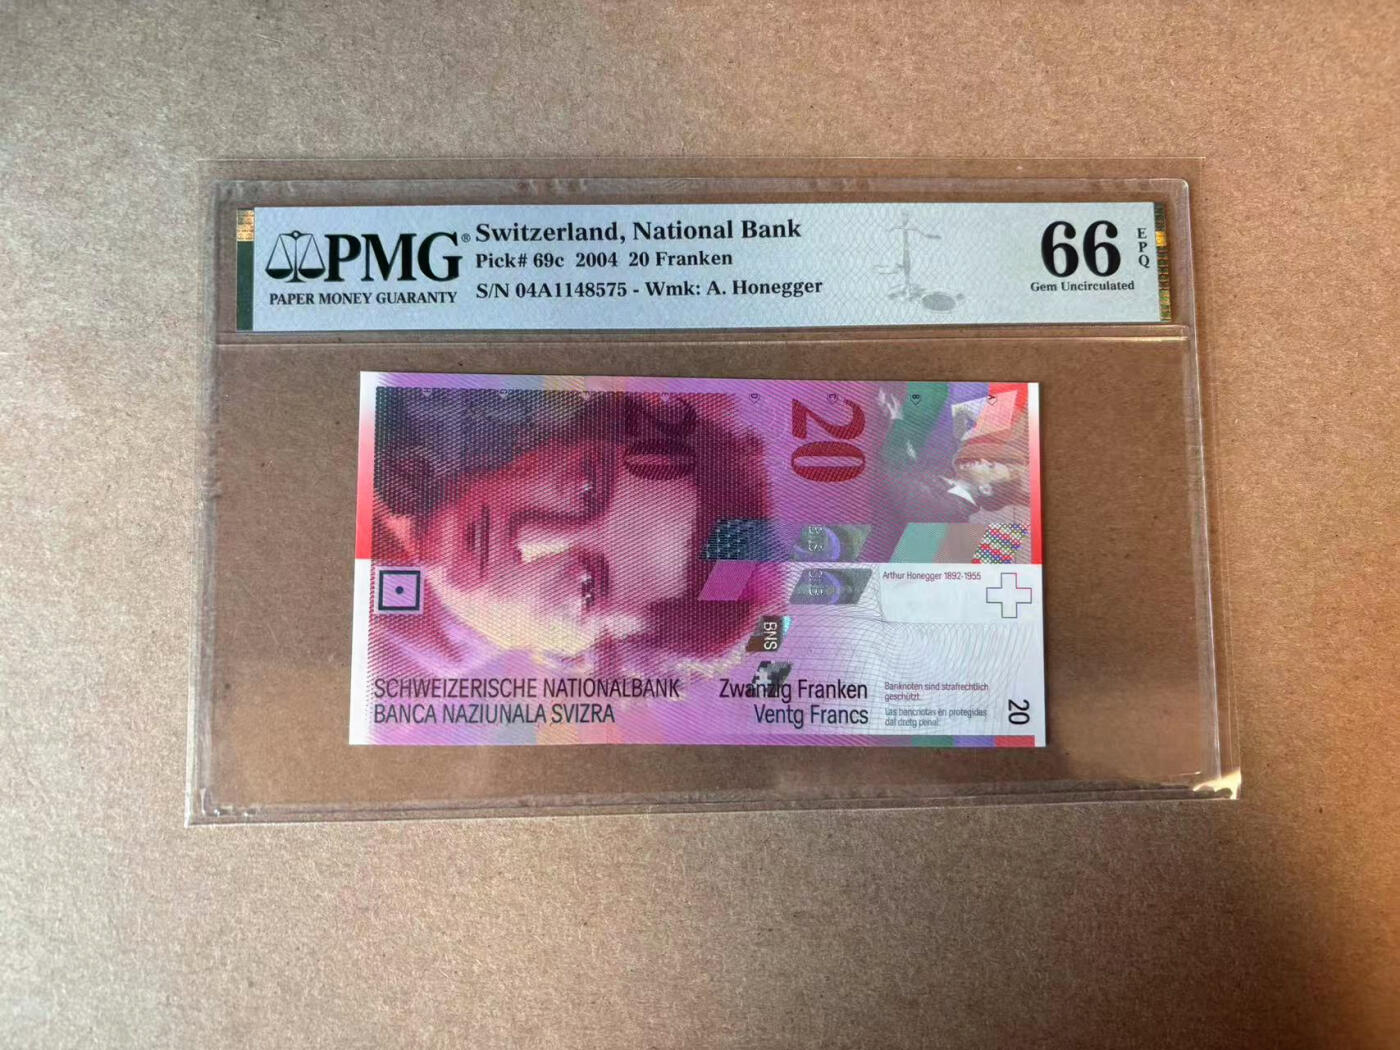 PMG®
PAPER MONEY GUARANTY
Switzerland, National Bank
Pick# 69c 2004 20 Franken
S/N 04A1148575 - Wmk: A. Honegger
66
EPQ
Gem Uncirculated
20
20
Arthur Honegger 1892-1955
BNS
SCHWEIZERISCHE NATIONALBANK
BANCA NAZIUNALA SVIZRA
Zwanzig Franken
Ventg Francs
Banknoten sind strafrechtlich
geschützt.
Las bancnotas èn protegidas
dal dretg penal.
20